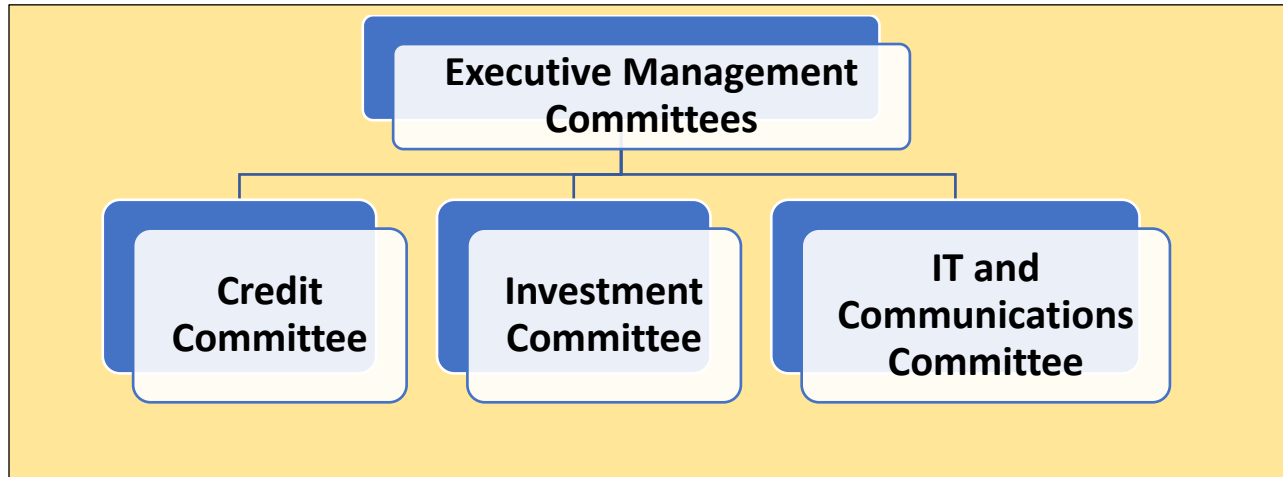 Executive Management
Committees
Credit
Committee
Investment
Committee
IT and
Communications
Committee